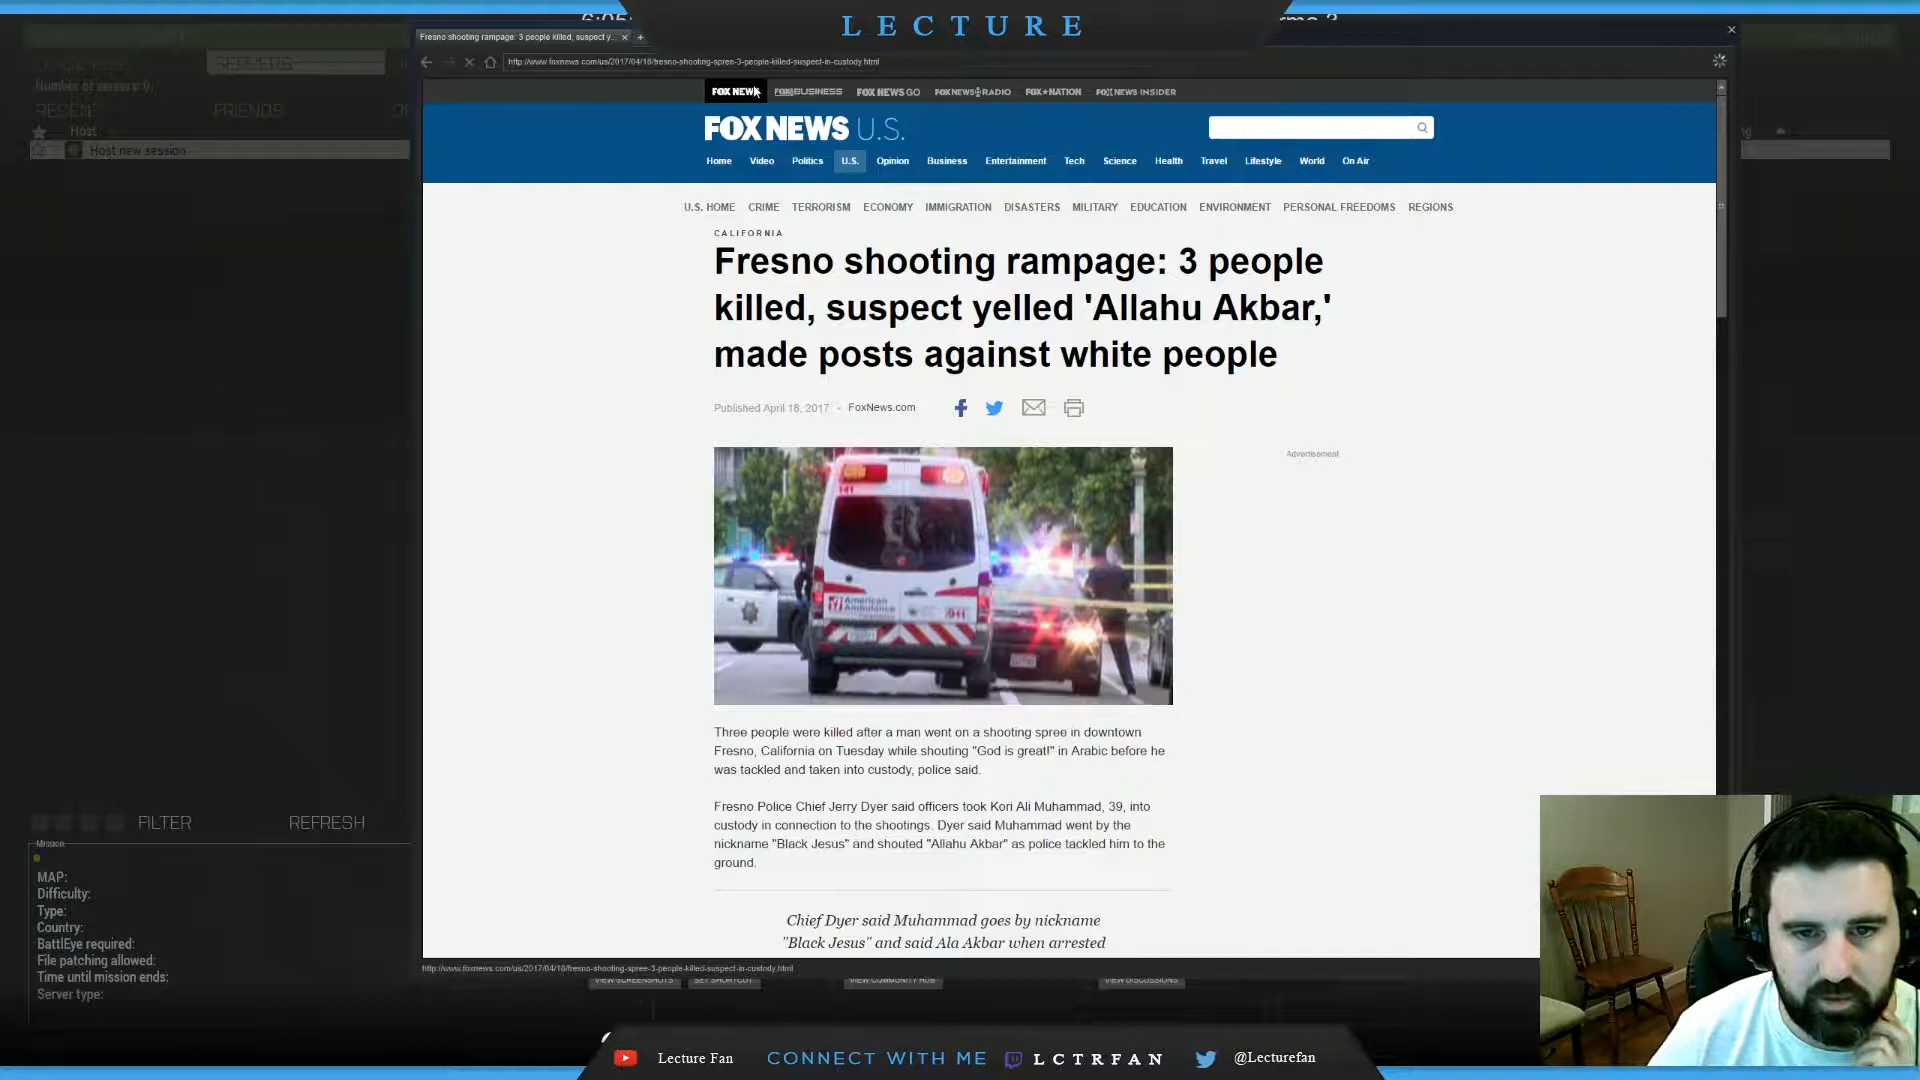 LECTURE
Fresno shooting rampage: 3 people killed, suspect y...
http://www.foxnews.com/us/2017/04/18/fresno-shooting-spree-3-people-killed-suspect-in-custody.html
SERVERS
Number of servers: 0
RECENT
FRIENDS
Host
Host new session
FOX NEWS
FOX BUSINESS
FOX NEWS GO
FOX NEWS RADIO
FOX NATION
FOX NEWS INSIDER
FOX NEWS U.S.
Home Video Politics U.S. Opinion Business Entertainment Tech Science Health Travel Lifestyle World On Air
U.S. HOME CRIME TERRORISM ECONOMY IMMIGRATION DISASTERS MILITARY EDUCATION ENVIRONMENT PERSONAL FREEDOMS REGIONS
CALIFORNIA
Fresno shooting rampage: 3 people
killed, suspect yelled 'Allahu Akbar,'
made posts against white people
Published April 18, 2017 - FoxNews.com
Advertisement
141
American
Ambulance
911
Three people were killed after a man went on a shooting spree in downtown
Fresno, California on Tuesday while shouting "God is great!" in Arabic before he
was tackled and taken into custody, police said.
Fresno Police Chief Jerry Dyer said officers took Kori Ali Muhammad, 39, into
custody in connection to the shootings. Dyer said Muhammad went by the
nickname "Black Jesus" and shouted "Allahu Akbar" as police tackled him to the
ground.
Chief Dyer said Muhammad goes by nickname
"Black Jesus" and said Ala Akbar when arrested
http://www.foxnews.com/us/2017/04/18/fresno-shooting-spree-3-people-killed-suspect-in-custody.html
FILTER
REFRESH
Mission
MAP:
Difficulty:
Type:
Country:
BattlEye required:
File patching allowed:
Time until mission ends:
Server type:
VIEW SCREENSHOTS
SET SHORTCUT
VIEW COMMUNITY HUB
VIEW DISCUSSIONS
Lecture Fan
CONNECT WITH ME
LCTRFAN
@Lecturefan